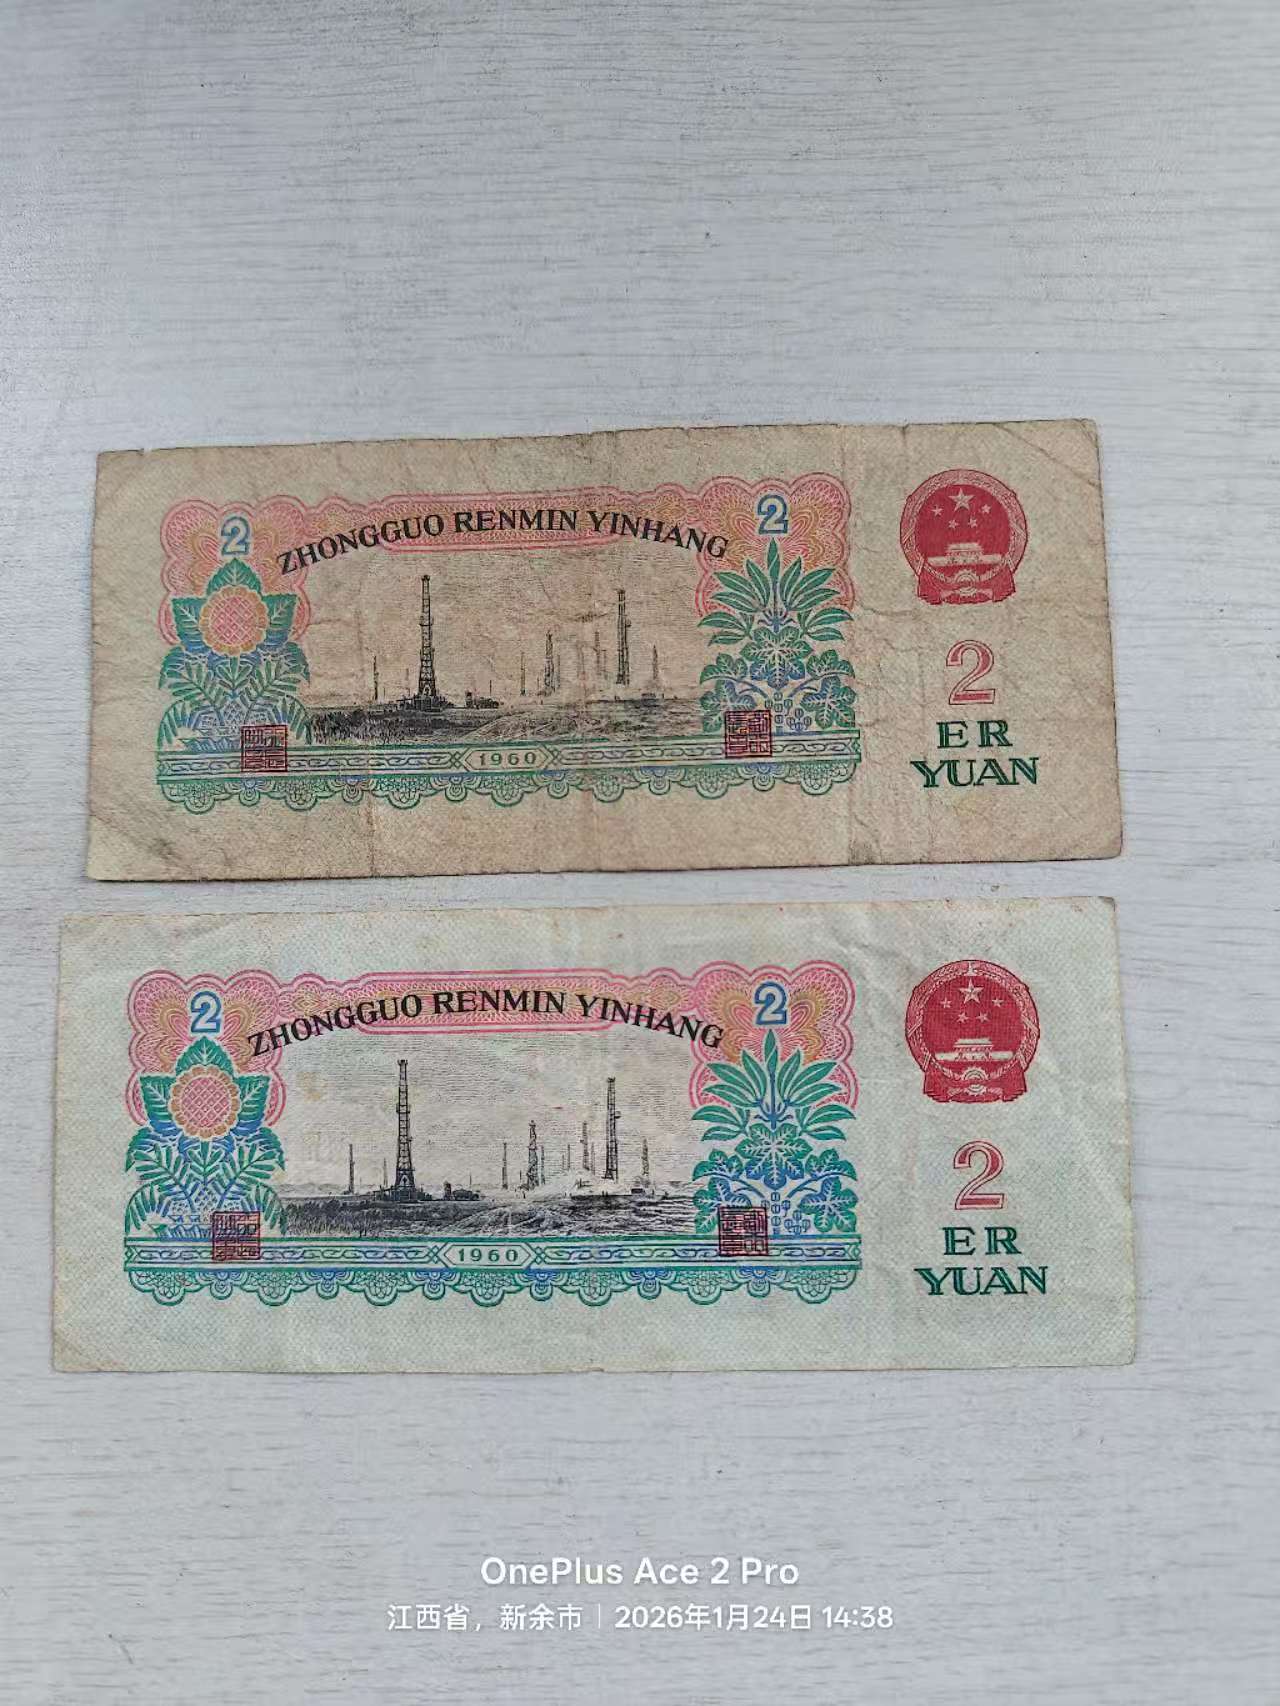 2
2
ZHONGGUO RENMIN YINHANG
1960
2
ER
YUAN
2
2
ZHONGGUO RENMIN YINHANG
1960
2
ER
YUAN
OnePlus Ace 2 Pro
江西省，新余市｜2026年1月24日 14:38